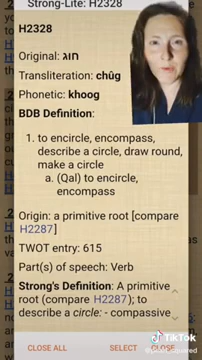 Strong-Lite: H2328
H2328
Original: חוּג
Transliteration: chûg
Phonetic: khoog
BDB Definition:
1. to encircle, encompass,
describe a circle, draw round,
make a circle
a. (Qal) to encircle,
encompass
Origin: a primitive root [compare
H2287]
TWOT entry: 615
Part(s) of speech: Verb
Strong's Definition: A primitive
root (compare H2287); to
describe a circle: - compassive
CLOSE ALL
SELECT
CLOSE
TikTok